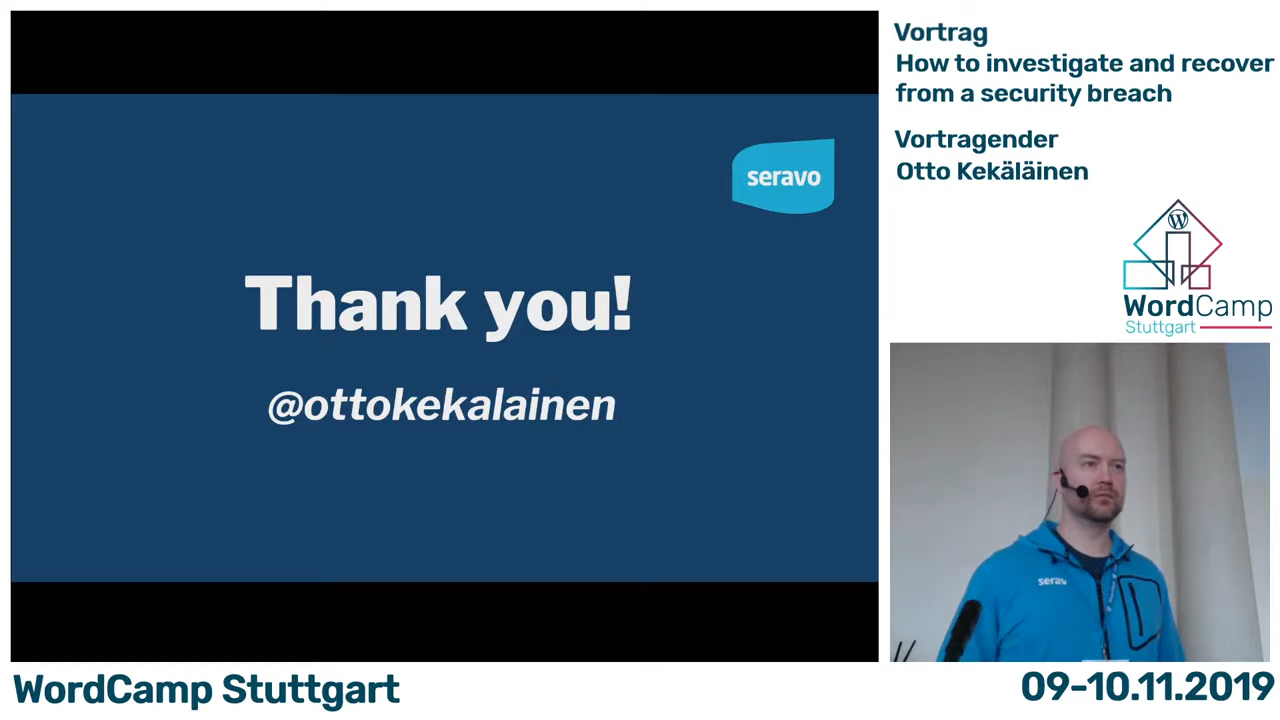 seravo
Thank you!
@ottokekalainen
Vortrag
How to investigate and recover
from a security breach
Vortragender
Otto Kekäläinen
WordCamp
Stuttgart
seravo
WordCamp Stuttgart
09-10.11.2019